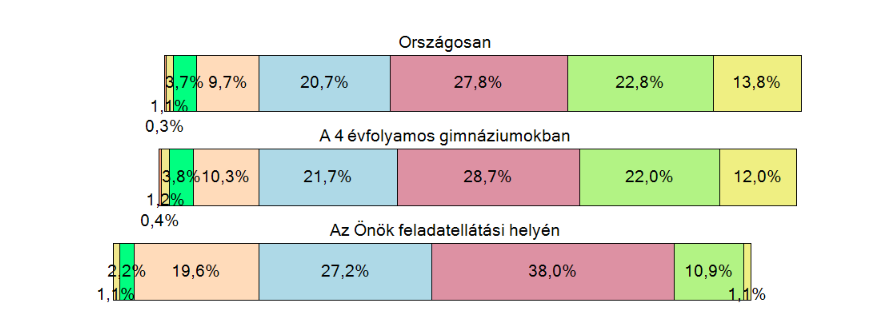 Országosan
3,7% 9,7% 20,7% 27,8% 22,8% 13,8%
1,1%
0,3%
A 4 évfolyamos gimnáziumokban
3,8% 10,3% 21,7% 28,7% 22,0% 12,0%
1,2%
0,4%
Az Önök feladatellátási helyén
2,2% 19,6% 27,2% 38,0% 10,9%
1,1% 1,1%